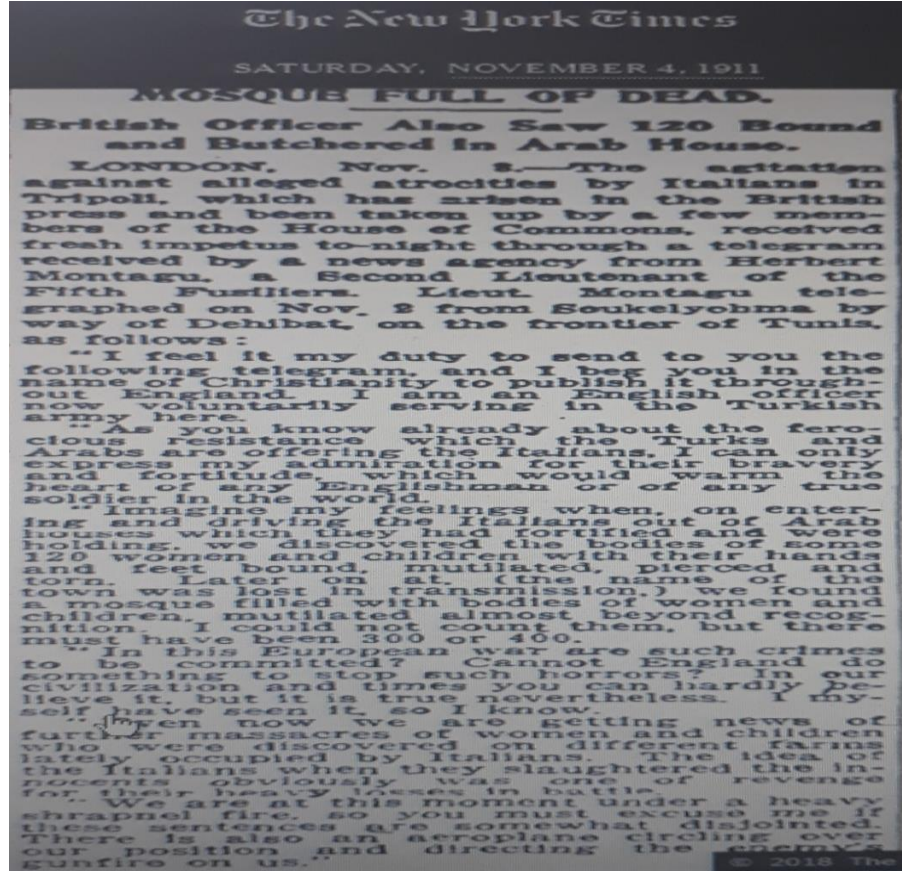 The New York Times
SATURDAY, NOVEMBER 4, 1911
MOSQUE FULL OF DEAD.
British Officer Also Saw 120 Bound
and Butchered in Arab House.
LONDON, Nov. 3.—The agitation
against alleged atrocities by Italians in
Tripoli, which has arisen in the British
press and been taken up by a few mem-
bers of the House of Commons, received
fresh impetus to-night through a telegram
received by a news agency from Herbert
Montagu, a Second Lieutenant of the
Fifth Fusiliers. Lieut. Montagu tele-
graphed on Nov. 2 from Soukelyobma by
way of Dehibat, on the frontier of Tunis,
as follows:
"I feel it my duty to send to you the
following telegram, and I beg you in the
name of Christianity to publish it through-
out England. I am an English officer
now voluntarily serving in the Turkish
army here.
"As you know already about the fero-
cious resistance which the Turks and
Arabs are offering the Italians, I can only
express my admiration for their bravery
and fortitude, which would warm the
heart of any Englishman or of any true
soldier in the world.
"Imagine my feelings when, on enter-
ing and driving the Italians out of Arab
houses which they had fortified and were
holding, we discovered the bodies of some
120 women and children with their hands
and feet bound, mutilated, pierced and
torn. Later on at (the name of the
town was lost in transmission,) we found
a mosque filled with bodies of women and
children, mutilated almost beyond recog-
nition. I could not count them, but there
must have been 300 or 400.
"In this European war are such crimes
to be committed? Cannot England do
something to stop such horrors? In our
civilization and times you can hardly be-
lieve it, but it is true nevertheless. I my-
self have seen it, so I know.
now we are getting news of
further massacres of women and children
who were discovered on different farms
lately occupied by Italians. The idea of
the Italians when they slaughtered the in-
nocents obviously was one of revenge
for their heavy losses in battle.
"We are at this moment under a heavy
shrapnel fire, so you must excuse me if
these sentences are somewhat disjointed.
There is also an aeroplane circling over
our position and directing the enemy's
gunfire on us."
© 2018 The